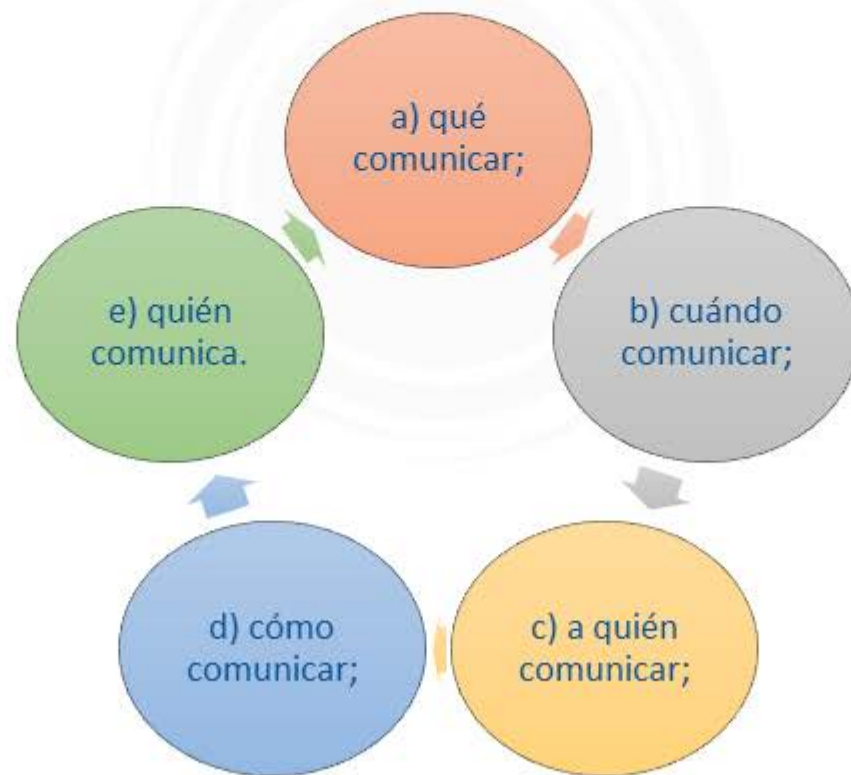 a) qué
comunicar;
b) cuándo
comunicar;
c) a quién
comunicar;
d) cómo
comunicar;
e) quién
comunica.